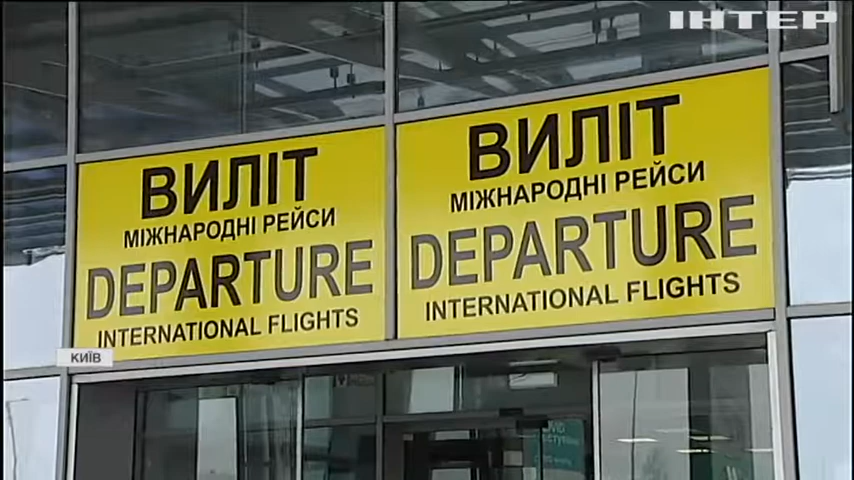 ІНТЕР
ВИЛІТ
МІЖНАРОДНІ РЕЙСИ
DEPARTURE
INTERNATIONAL FLIGHTS
ВИЛІТ
МІЖНАРОДНІ РЕЙСИ
DEPARTURE
INTERNATIONAL FLIGHTS
КИЇВ